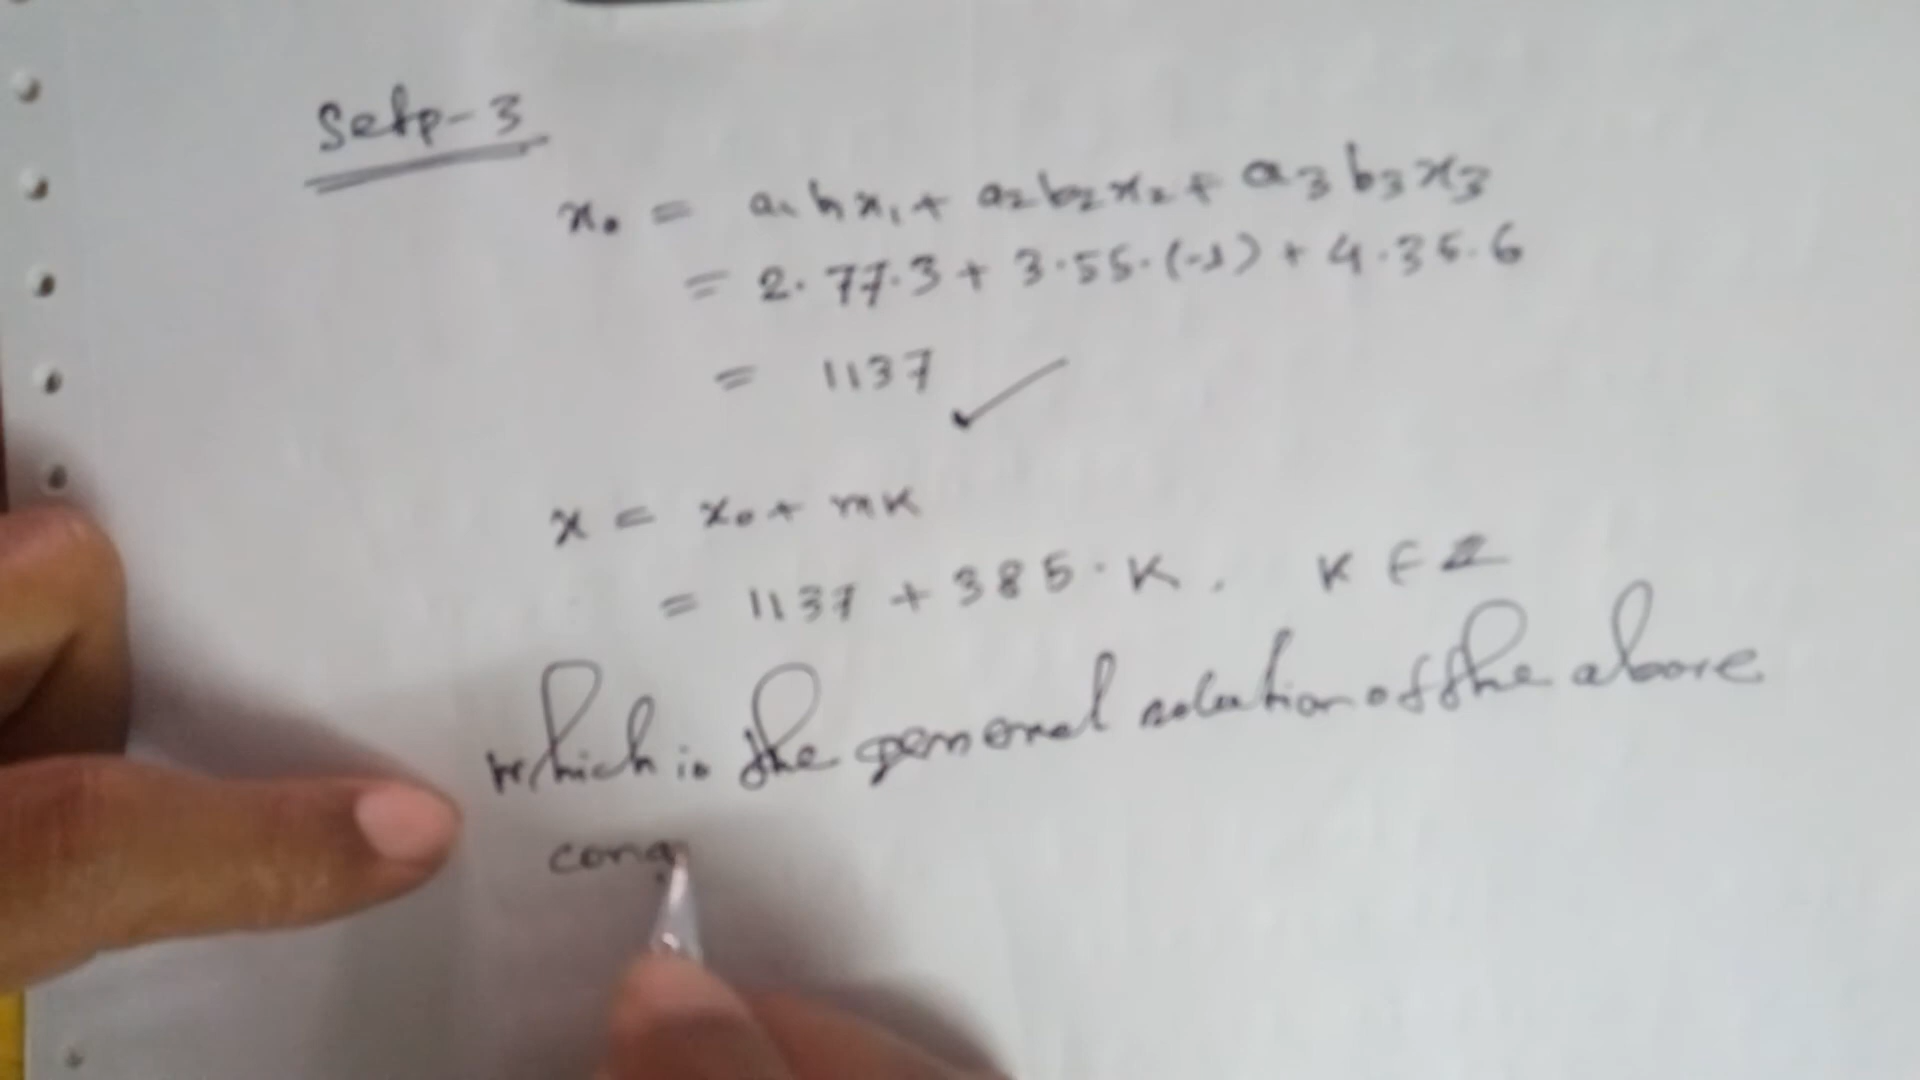 Setp-3
x₀ = a₁b₁x₁ + a₂b₂x₂ + a₃b₃x₃
= 2.77.3 + 3.55.(-1) + 4.35.6
= 1137 ✓
x = x₀ + mK
= 1137 + 385.K. K ∈ Z
which is the general solution of the above
cong